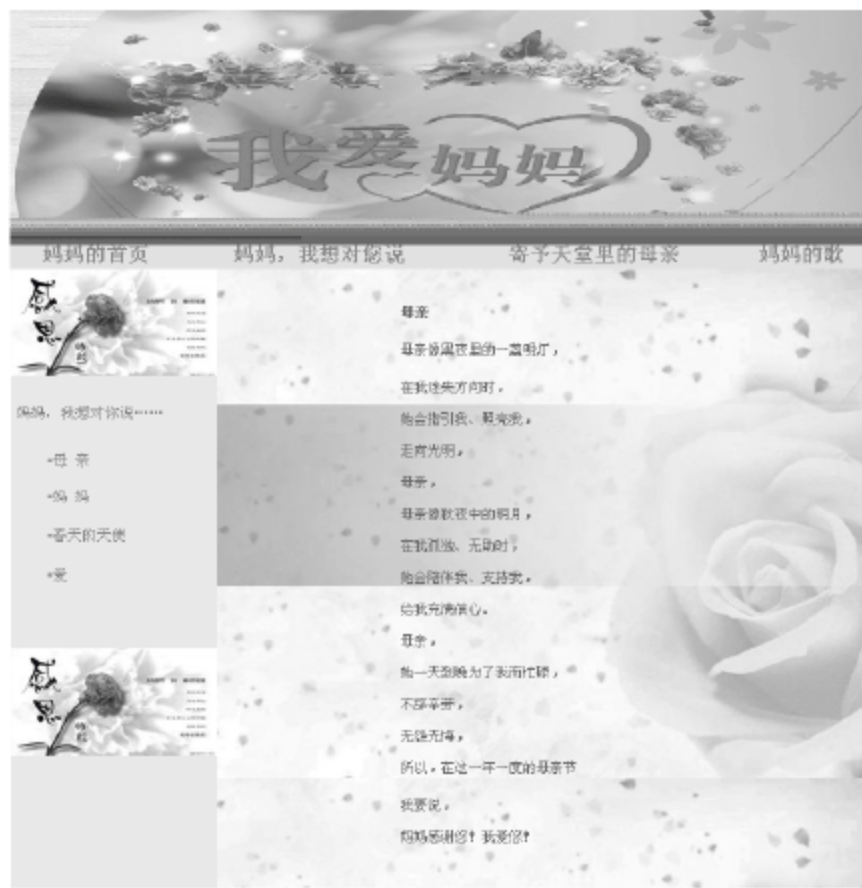 我爱妈妈
妈妈的首页 妈妈，我想对您说 寄予天堂里的母亲 妈妈的歌
感恩
妈妈，我想对你说……
·母 亲
·妈 妈
·春天的天使
·爱
感恩
母亲
母亲像黑夜里的一盏明灯，
在我迷失方向时，
她会指引我、照亮我，
走向光明，
母亲，
母亲像秋夜中的明月，
在我孤独、无助时，
她会陪伴我、支持我，
给我充满信心。
母亲，
她一天到晚为了我而忙碌，
不辞辛劳，
无怨无悔，
所以，在这一年一度的母亲节
我要说，
妈妈感谢您！我爱您！